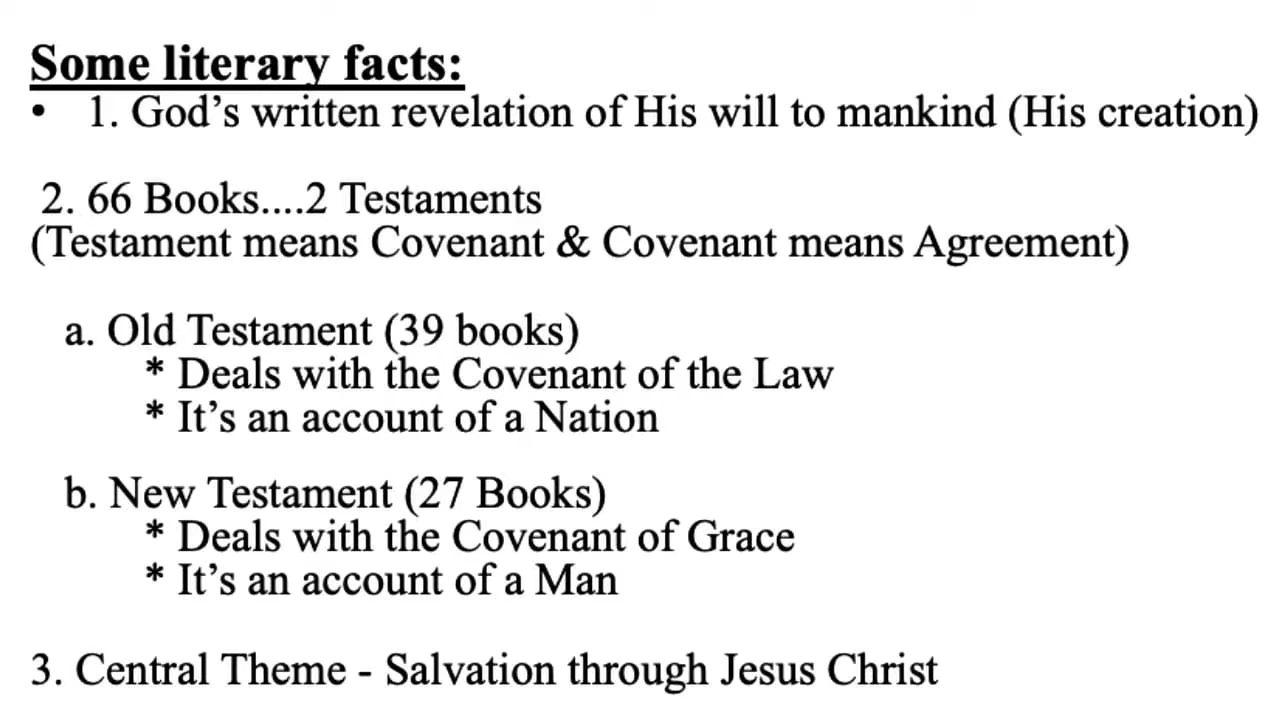 Some literary facts:
• 1. God’s written revelation of His will to mankind (His creation)
2. 66 Books....2 Testaments
(Testament means Covenant & Covenant means Agreement)
a. Old Testament (39 books)
* Deals with the Covenant of the Law
* It’s an account of a Nation
b. New Testament (27 Books)
* Deals with the Covenant of Grace
* It’s an account of a Man
3. Central Theme - Salvation through Jesus Christ